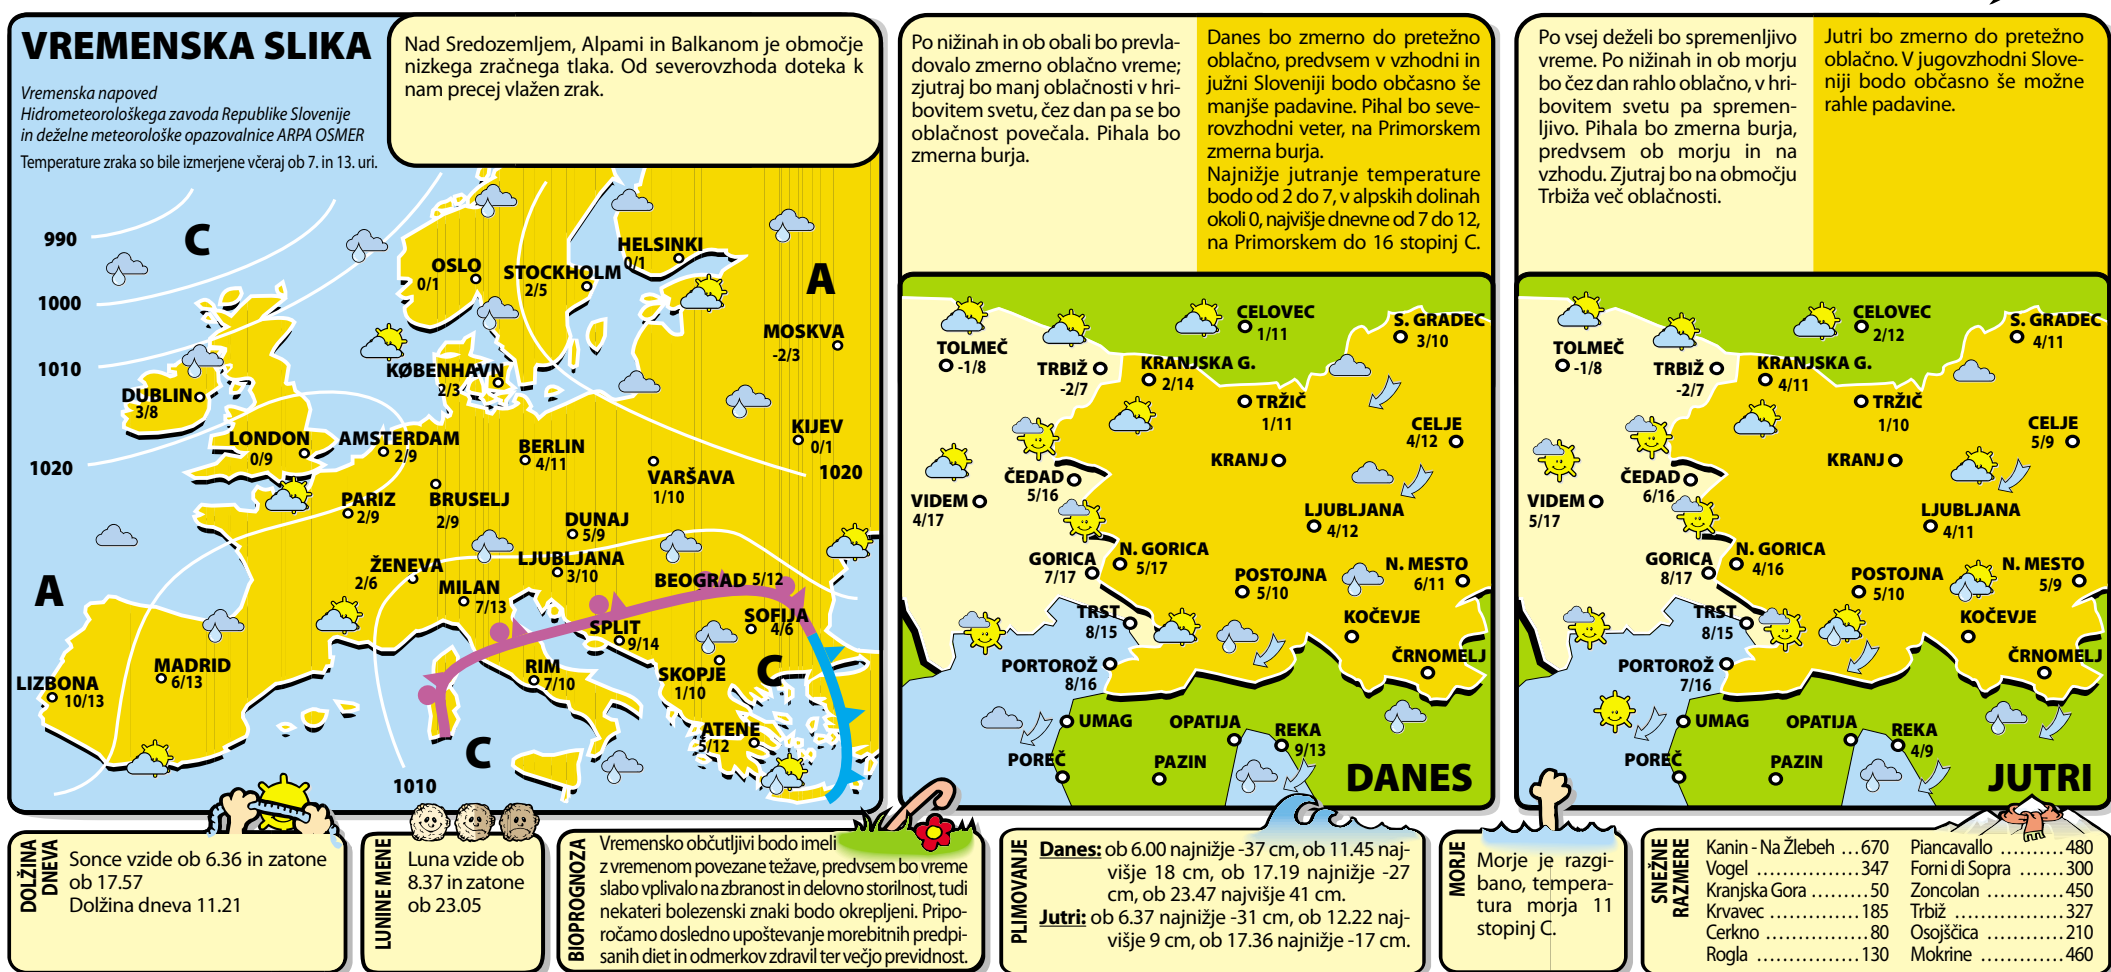 VREMENSKA SLIKA
Vremenska napoved
Hidrometeorološkega zavoda Republike Slovenije
in deželne meteorološke opazovalnice ARPA OSMER
Temperature zraka so bile izmerjene včeraj ob 7. in 13. uri.
Nad Sredozemljem, Alpami in Balkanom je območje
nizkega zračnega tlaka. Od severovzhoda doteka k
nam precej vlažen zrak.
990
C
1000
1010
1020
A
OSLO
0/1
STOCKHOLM
2/5
HELSINKI
0/1
A
MOSKVA
-2/3
KØBENHAVN
2/3
DUBLIN
3/8
LONDON
0/9
AMSTERDAM
2/9
BERLIN
4/11
KIJEV
0/1
VARŠAVA
1/10
1020
PARIZ
2/9
BRUSELJ
2/9
DUNAJ
5/9
ŽENEVA
2/6
LJUBLJANA
3/10
MILAN
7/13
BEOGRAD 5/12
SPLIT
9/14
SOFIJA
4/6
SKOPJE
1/10
C
MADRID
6/13
LIZBONA
10/13
RIM
7/10
ATENE
5/12
C
1010
Po nižinah in ob obali bo prevla-
dovalo zmerno oblačno vreme;
zjutraj bo manj oblačnosti v hri-
bovitem svetu, čez dan pa se bo
oblačnost povečala. Pihala bo
zmerna burja.
Danes bo zmerno do pretežno
oblačno, predvsem v vzhodni in
južni Sloveniji bodo občasno še
manjše padavine. Pihal bo seve-
rovzhodni veter, na Primorskem
zmerna burja.
Najnižje jutranje temperature
bodo od 2 do 7, v alpskih dolinah
okoli 0, najvišje dnevne od 7 do 12,
na Primorskem do 16 stopinj C.
CELOVEC
1/11
S. GRADEC
3/10
TOLMEČ
-1/8
TRBIŽ
-2/7
KRANJSKA G.
2/14
TRŽIČ
1/11
CELJE
4/12
KRANJ
ČEDAD
5/16
VIDEM
4/17
LJUBLJANA
4/12
GORICA
7/17
N. GORICA
5/17
POSTOJNA
5/10
N. MESTO
6/11
TRST
8/15
KOČEVJE
PORTOROŽ
8/16
ČRNOMELJ
UMAG
OPATIJA
REKA
9/13
POREČ
PAZIN
DANES
Po vsej deželi bo spremenljivo
vreme. Po nižinah in ob morju
bo čez dan rahlo oblačno, v hri-
bovitem svetu pa spremen-
ljivo. Pihala bo zmerna burja,
predvsem ob morju in na
vzhodu. Zjutraj bo na območju
Trbiža več oblačnosti.
Jutri bo zmerno do pretežno
oblačno. V jugovzhodni Slove-
niji bodo občasno še možne
rahle padavine.
CELOVEC
2/12
S. GRADEC
4/11
TOLMEČ
-1/8
TRBIŽ
-2/7
KRANJSKA G.
4/11
TRŽIČ
1/10
CELJE
5/9
KRANJ
ČEDAD
6/16
VIDEM
5/17
LJUBLJANA
4/11
GORICA
8/17
N. GORICA
4/16
POSTOJNA
5/10
N. MESTO
5/9
TRST
8/15
KOČEVJE
PORTOROŽ
7/16
ČRNOMELJ
UMAG
OPATIJA
REKA
4/9
POREČ
PAZIN
JUTRI
DOLŽINA
DNEVA
Sonce vzide ob 6.36 in zatone
ob 17.57
Dolžina dneva 11.21
LUNINE MENE
Luna vzide ob
8.37 in zatone
ob 23.05
BIOPROGNOZA
Vremensko občutljivi bodo imeli
z vremenom povezane težave, predvsem bo vreme
slabo vplivalo na zbranost in delovno storilnost, tudi
nekateri bolezenski znaki bodo okrepljeni. Pripo-
ročamo dosledno upoštevanje morebitnih predpi-
sanih diet in odmerkov zdravil ter večjo previdnost.
PLIMOVANJE
Danes: ob 6.00 najnižje -37 cm, ob 11.45 naj-
višje 18 cm, ob 17.19 najnižje -27
cm, ob 23.47 najvišje 41 cm.
Jutri: ob 6.37 najnižje -31 cm, ob 12.22 naj-
višje 9 cm, ob 17.36 najnižje -17 cm.
MORJE
Morje je razgi-
bano, tempera-
tura morja 11
stopinj C.
SNEŽNE
RAZMERE
Kanin - Na Žlebeh ...670
Vogel .................347
Kranjska Gora .......50
Krvavec ...............185
Cerkno .................80
Rogla .................130
Piancavallo ..........480
Forni di Sopra .......300
Zoncolan .............450
Trbiž ...................327
Osojščica .............210
Mokrine ..............460